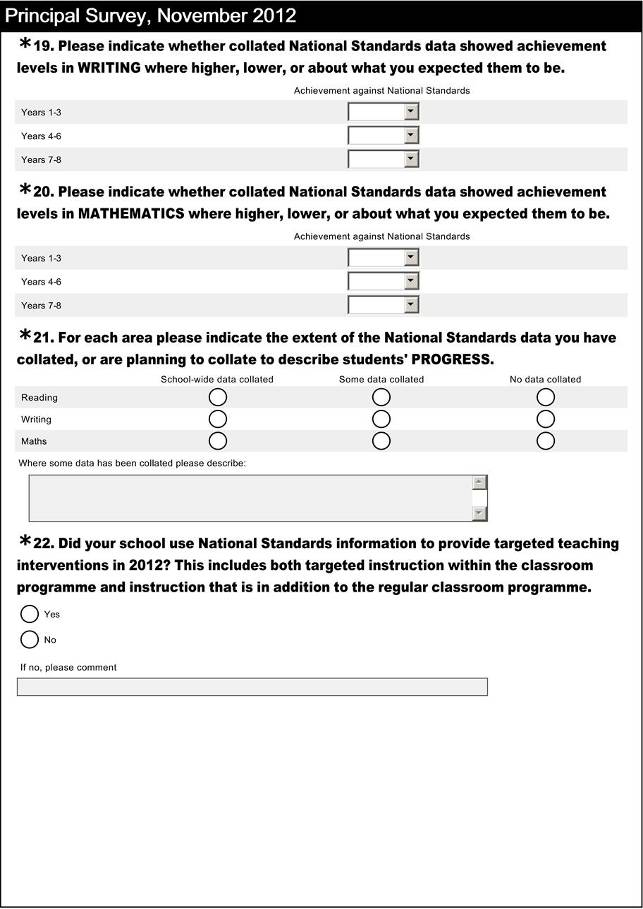 Principal Survey, November 2012
*19. Please indicate whether collated National Standards data showed achievement
levels in WRITING where higher, lower, or about what you expected them to be.
Achievement against National Standards
Years 1-3
Years 4-6
Years 7-8
*20. Please indicate whether collated National Standards data showed achievement
levels in MATHEMATICS where higher, lower, or about what you expected them to be.
Achievement against National Standards
Years 1-3
Years 4-6
Years 7-8
*21. For each area please indicate the extent of the National Standards data you have
collated, or are planning to collate to describe students' PROGRESS.
School-wide data collated Some data collated No data collated
Reading
Writing
Maths
Where some data has been collated please describe:
*22. Did your school use National Standards information to provide targeted teaching
interventions in 2012? This includes both targeted instruction within the classroom
programme and instruction that is in addition to the regular classroom programme.
Yes
No
If no, please comment